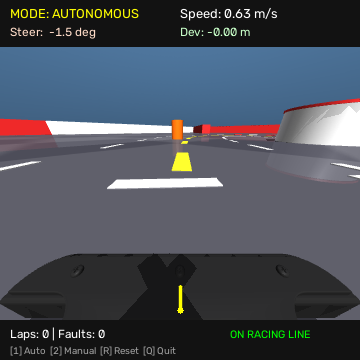 MODE: AUTONOMOUS
Speed: 0.63 m/s
Steer: -1.5 deg
Dev: -0.00 m
Laps: 0 | Faults: 0
ON RACING LINE
[1] Auto [2] Manual [R] Reset [Q] Quit